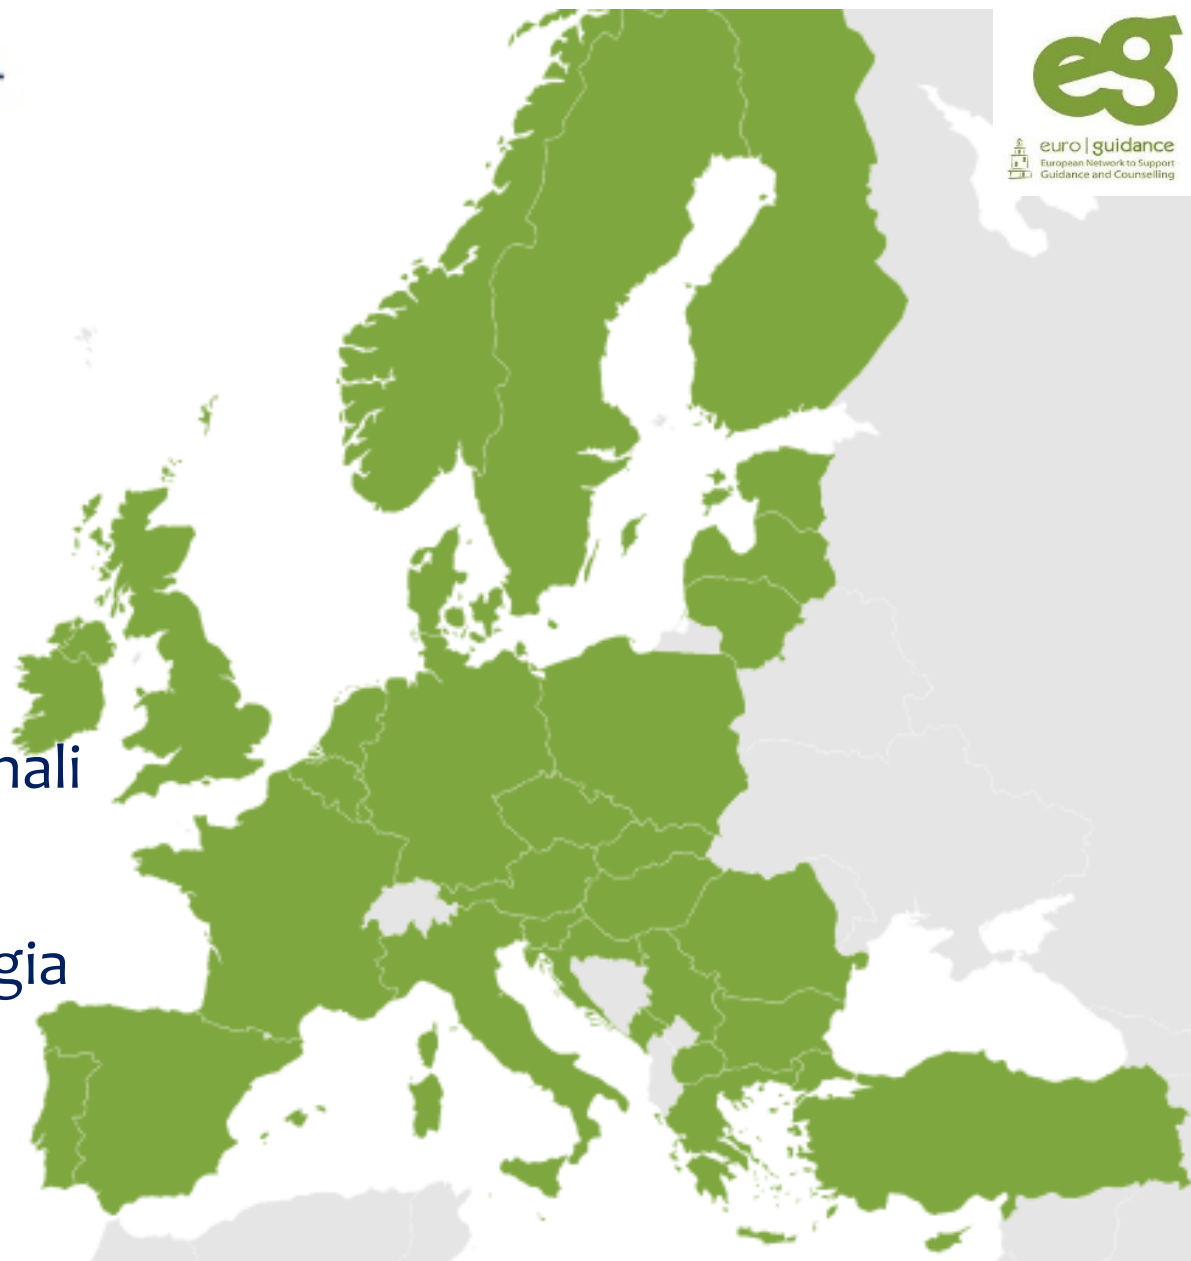 eg
euro | guidance
European Network to Support
Guidance and Counselling
nali
gia